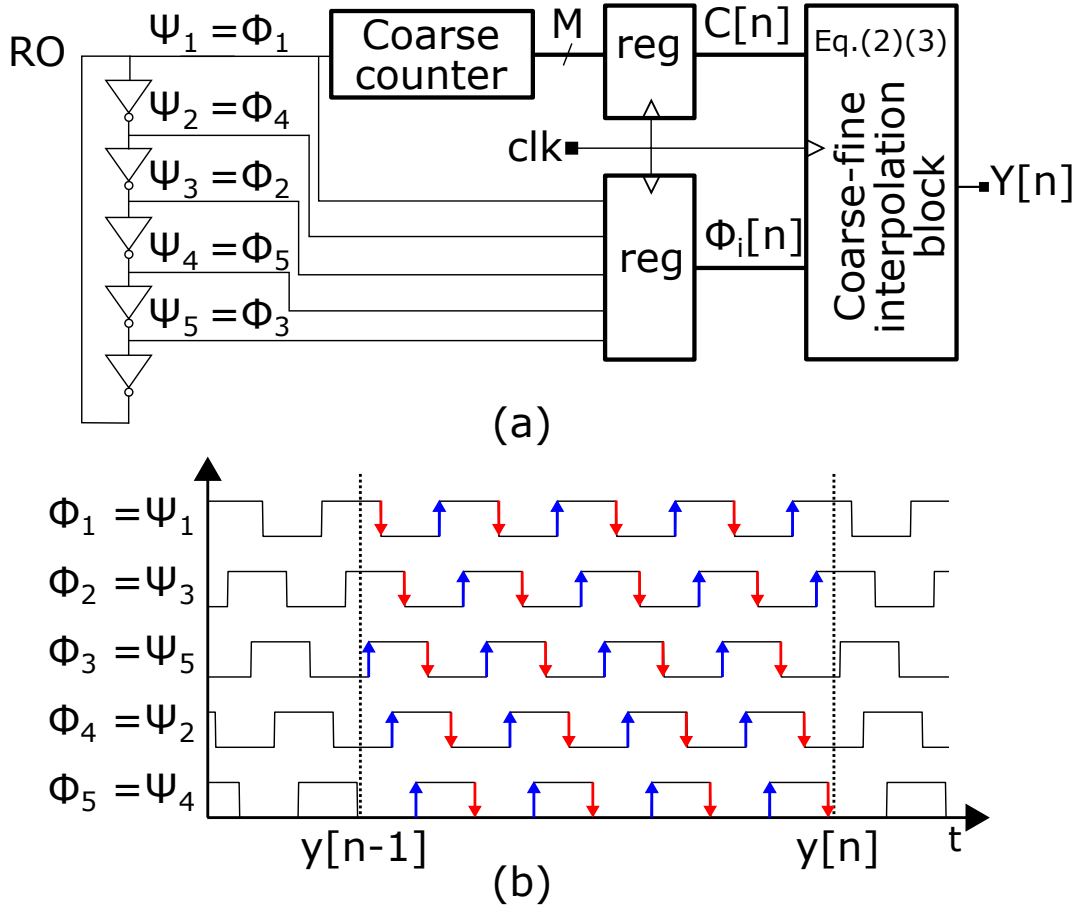 RO
Ψ1 =Φ1
Ψ2 =Φ4
Ψ3 =Φ2
Ψ4 =Φ5
Ψ5 =Φ3
Coarse
counter
M
reg
C[n]
clk
reg
Φi[n]
Eq.(2)(3)
Coarse-fine
interpolation
block
Y[n]
(a)
Φ1 =Ψ1
Φ2 =Ψ3
Φ3 =Ψ5
Φ4 =Ψ2
Φ5 =Ψ4
y[n-1]
y[n]
t
(b)